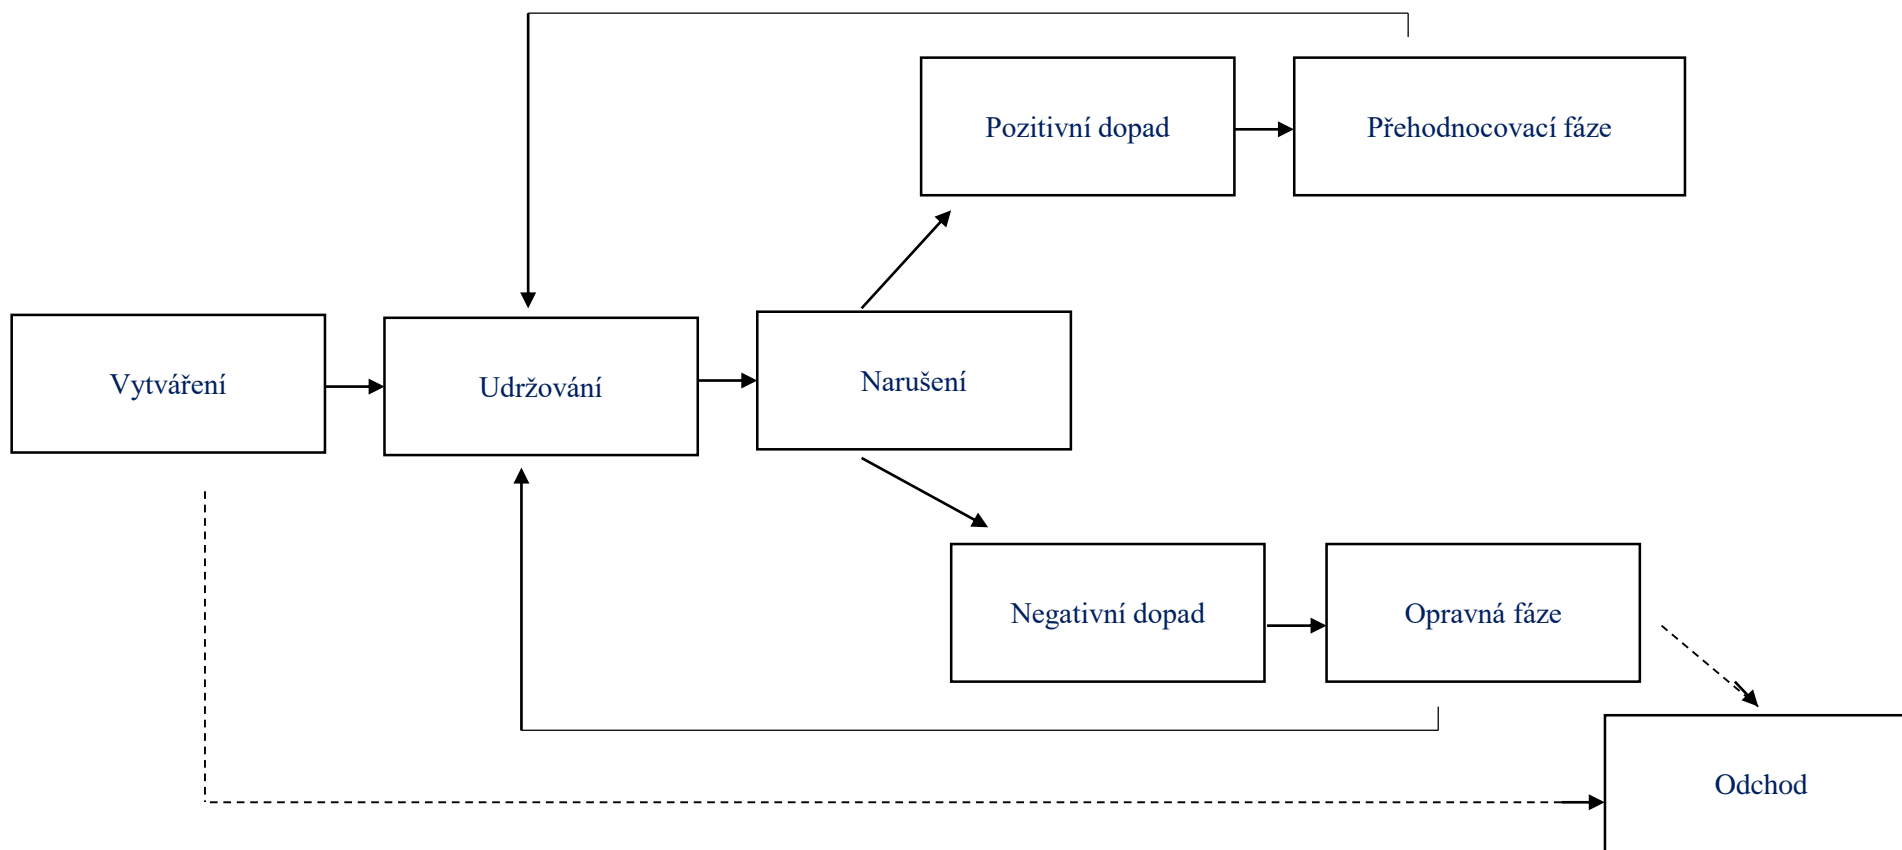 Pozitivní dopad
Přehodnocovací fáze
Vytváření
Udržování
Narušení
Negativní dopad
Opravná fáze
Odchod